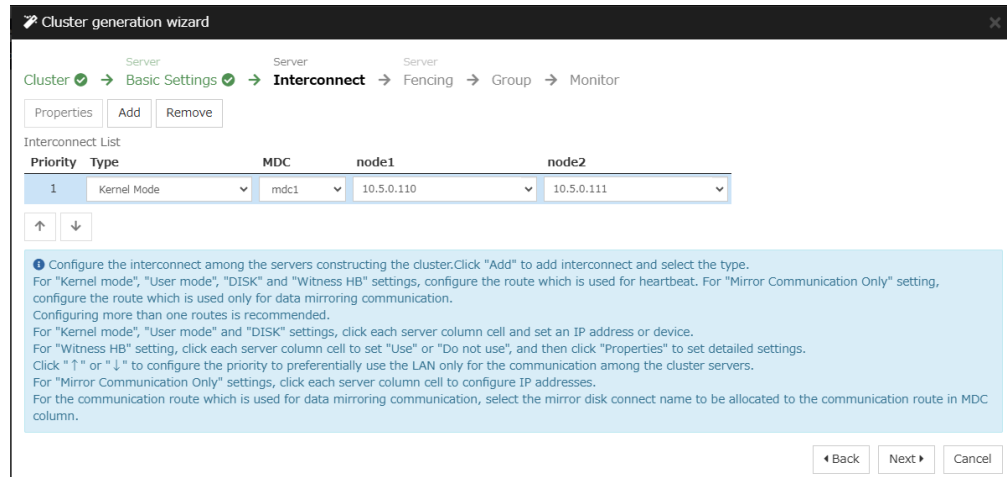 Cluster generation wizard
Server Server Server
Cluster → Basic Settings → Interconnect → Fencing → Group → Monitor
Properties Add Remove
Interconnect List
Priority Type MDC node1 node2
1 Kernel Mode mdc1 10.5.0.110 10.5.0.111
↑ ↓
Configure the interconnect among the servers constructing the cluster.Click "Add" to add interconnect and select the type.
For "Kernel mode", "User mode", "DISK" and "Witness HB" settings, configure the route which is used for heartbeat. For "Mirror Communication Only" setting,
configure the route which is used only for data mirroring communication.
Configuring more than one routes is recommended.
For "Kernel mode", "User mode" and "DISK" settings, click each server column cell and set an IP address or device.
For "Witness HB" setting, click each server column cell to set "Use" or "Do not use", and then click "Properties" to set detailed settings.
Click "↑" or "↓" to configure the priority to preferentially use the LAN only for the communication among the cluster servers.
For "Mirror Communication Only" settings, click each server column cell to configure IP addresses.
For the communication route which is used for data mirroring communication, select the mirror disk connect name to be allocated to the communication route in MDC
column.
Back Next Cancel